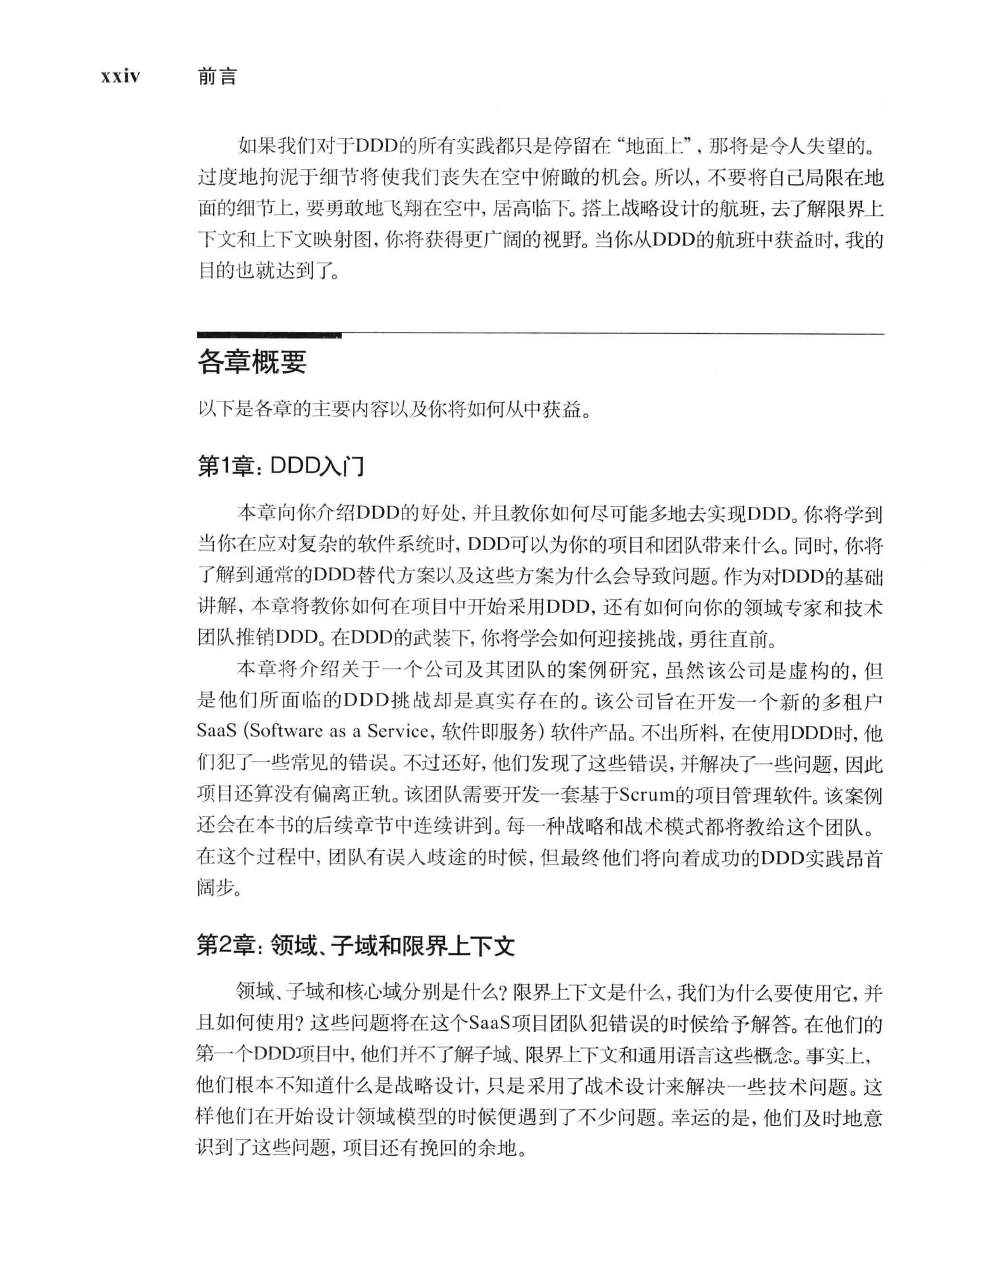 xxiv 前言
如果我们对于DDD的所有实践都只是停留在“地面上”，那将是令人失望的。
过度地拘泥于细节将使我们丧失在空中俯瞰的机会。所以，不要将自己局限在地
面的细节上，要勇敢地飞翔在空中，居高临下。搭上战略设计的航班，去了解限界上
下文和上下文映射图，你将获得更广阔的视野。当你从DDD的航班中获益时，我的
目的也就达到了。
各章概要
以下是各章的主要内容以及你将如何从中获益。
第1章：DDD入门
本章向你介绍DDD的好处，并且教你如何尽可能多地去实现DDD。你将学到
当你在应对复杂的软件系统时，DDD可以为你的项目和团队带来什么。同时，你将
了解到通常的DDD替代方案以及这些方案为什么会导致问题。作为对DDD的基础
讲解，本章将教你如何在项目中开始采用DDD，还有如何向你的领域专家和技术
团队推销DDD。在DDD的武装下，你将学会如何迎接挑战，勇往直前。
本章将介绍关于一个公司及其团队的案例研究，虽然该公司是虚构的，但
是他们所面临的DDD挑战却是真实存在的。该公司旨在开发一个新的多租户
SaaS（Software as a Service，软件即服务）软件产品。不出所料，在使用DDD时，他
们犯了一些常见的错误。不过还好，他们发现了这些错误，并解决了一些问题，因此
项目还算没有偏离正轨。该团队需要开发一套基于Scrum的项目管理软件。该案例
还会在本书的后续章节中连续讲到。每一种战略和战术模式都将教给这个团队。
在这个过程中，团队有误入歧途的时候，但最终他们将向着成功的DDD实践昂首
阔步。
第2章：领域、子域和限界上下文
领域、子域和核心域分别是什么？限界上下文是什么，我们为什么要使用它，并
且如何使用？这些问题将在这个SaaS项目团队犯错误的时候给予解答。在他们的
第一个DDD项目中，他们并不了解子域、限界上下文和通用语言这些概念。事实上，
他们根本不知道什么是战略设计，只是采用了战术设计来解决一些技术问题。这
样他们在开始设计领域模型的时候便遇到了不少问题。幸运的是，他们及时地意
识到了这些问题，项目还有挽回的余地。